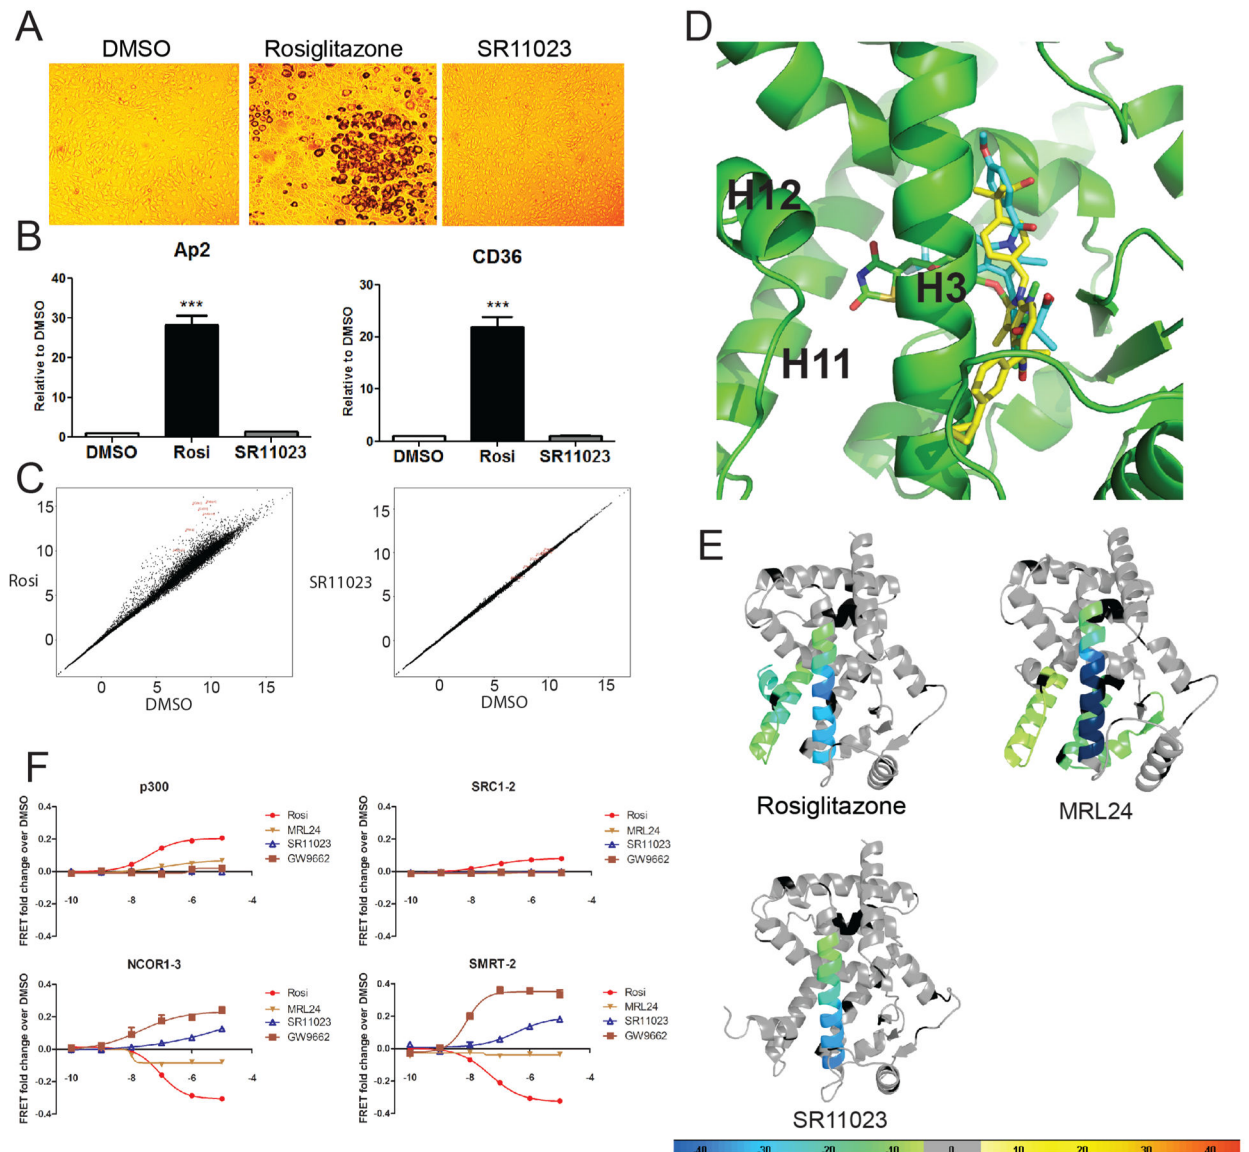 A
DMSO
Rosiglitazone
SR11023
B
Ap2
Relative to DMSO
40
30
20
10
0
***
DMSO
Rosi
SR11023
CD36
Relative to DMSO
30
20
10
0
***
DMSO
Rosi
SR11023
C
Rosi
15
10
5
0
0
5
10
15
DMSO
SR11023
15
10
5
0
0
5
10
15
DMSO
D
H12
H3
H11
E
Rosiglitazone
MRL24
SR11023
-40
-30
-20
-10
0
10
20
30
40
F
p300
FRET fold change over DMSO
0.4
0.2
0.0
-0.2
-0.4
-10
-8
-6
-4
Rosi
MRL24
SR11023
GW9662
SRC1-2
FRET fold change over DMSO
0.4
0.2
0.0
-0.2
-0.4
-10
-8
-6
-4
Rosi
MRL24
SR11023
GW9662
NCOR1-3
FRET fold change over DMSO
0.4
0.2
0.0
-0.2
-0.4
-10
-8
-6
-4
Rosi
MRL24
SR11023
GW9662
SMRT-2
FRET fold change over DMSO
0.4
0.2
0.0
-0.2
-0.4
-10
-8
-6
-4
Rosi
MRL24
SR11023
GW9662